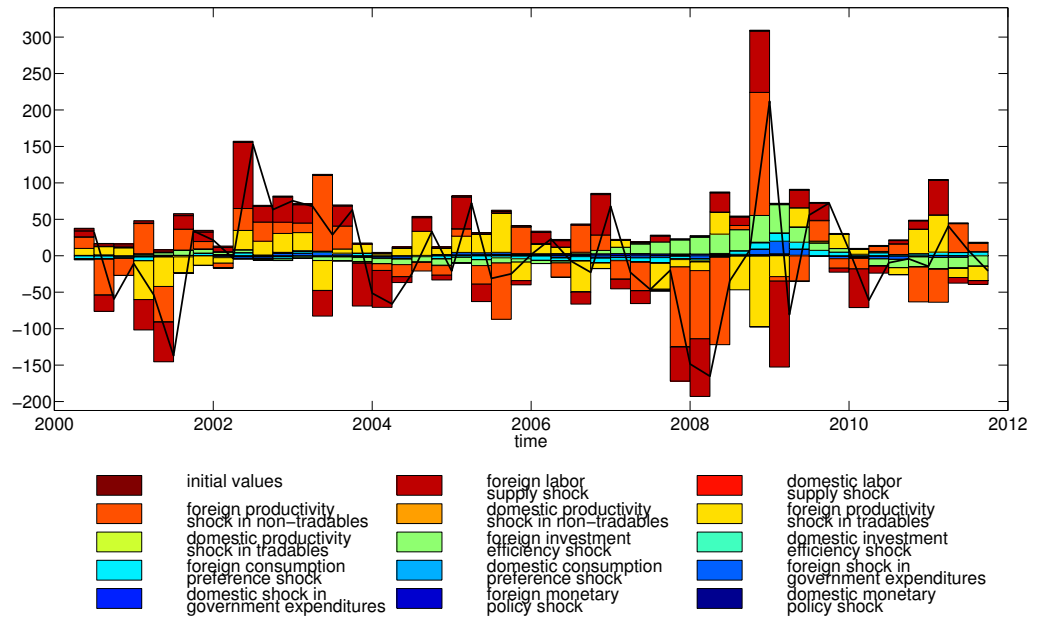 300
250
200
150
100
50
0
−50
−100
−150
−200
2000 2002 2004 2006 2008 2010 2012
time
initial values
foreign labor
supply shock
domestic labor
supply shock
foreign productivity
shock in non−tradables
domestic productivity
shock in non−tradables
foreign productivity
shock in tradables
domestic productivity
shock in tradables
foreign investment
efficiency shock
domestic investment
efficiency shock
foreign consumption
preference shock
domestic consumption
preference shock
foreign shock in
government expenditures
domestic shock in
government expenditures
foreign monetary
policy shock
domestic monetary
policy shock